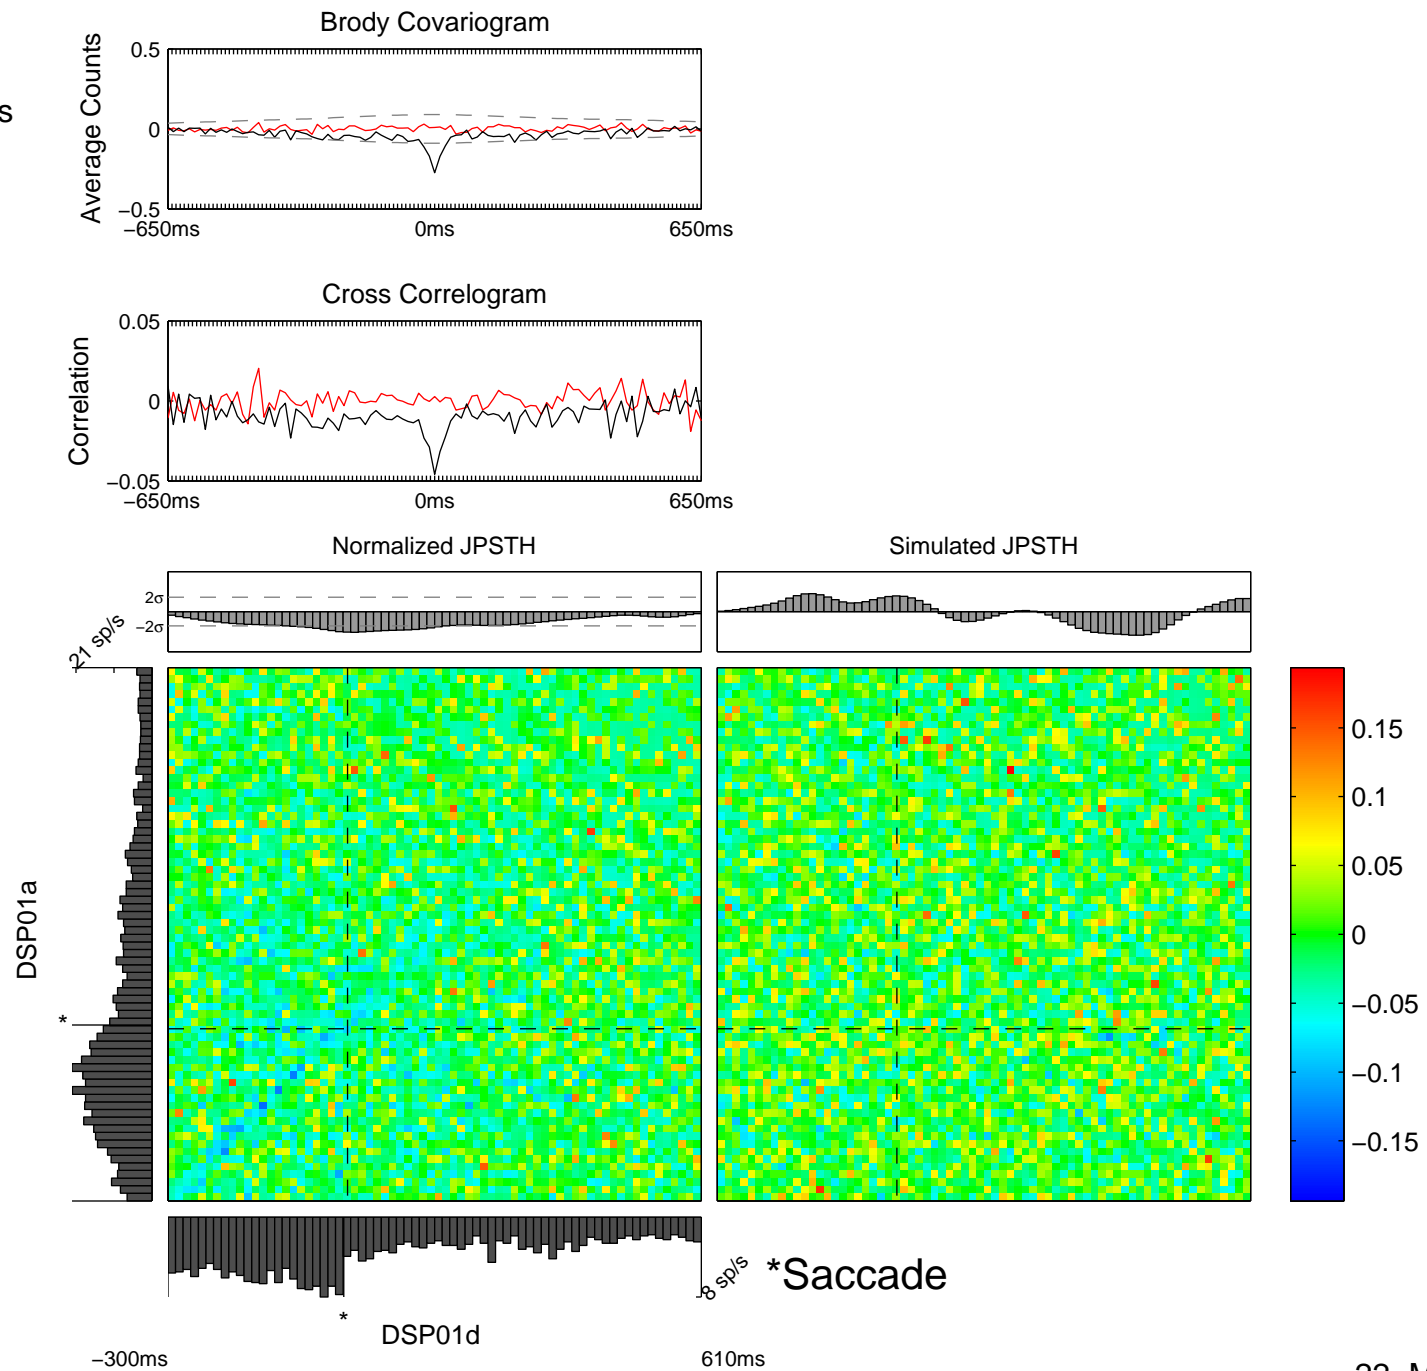 Brody Covariogram
s
Average Counts
0.5
0
−0.5
−650ms
0ms
650ms
Cross Correlogram
Correlation
0.05
0
−0.05
−650ms
0ms
650ms
Normalized JPSTH
Simulated JPSTH
2σ
−2σ
21 sp/s
DSP01a
*
0.15
0.1
0.05
0
−0.05
−0.1
−0.15
8 sp/s
*Saccade
*
DSP01d
−300ms
610ms